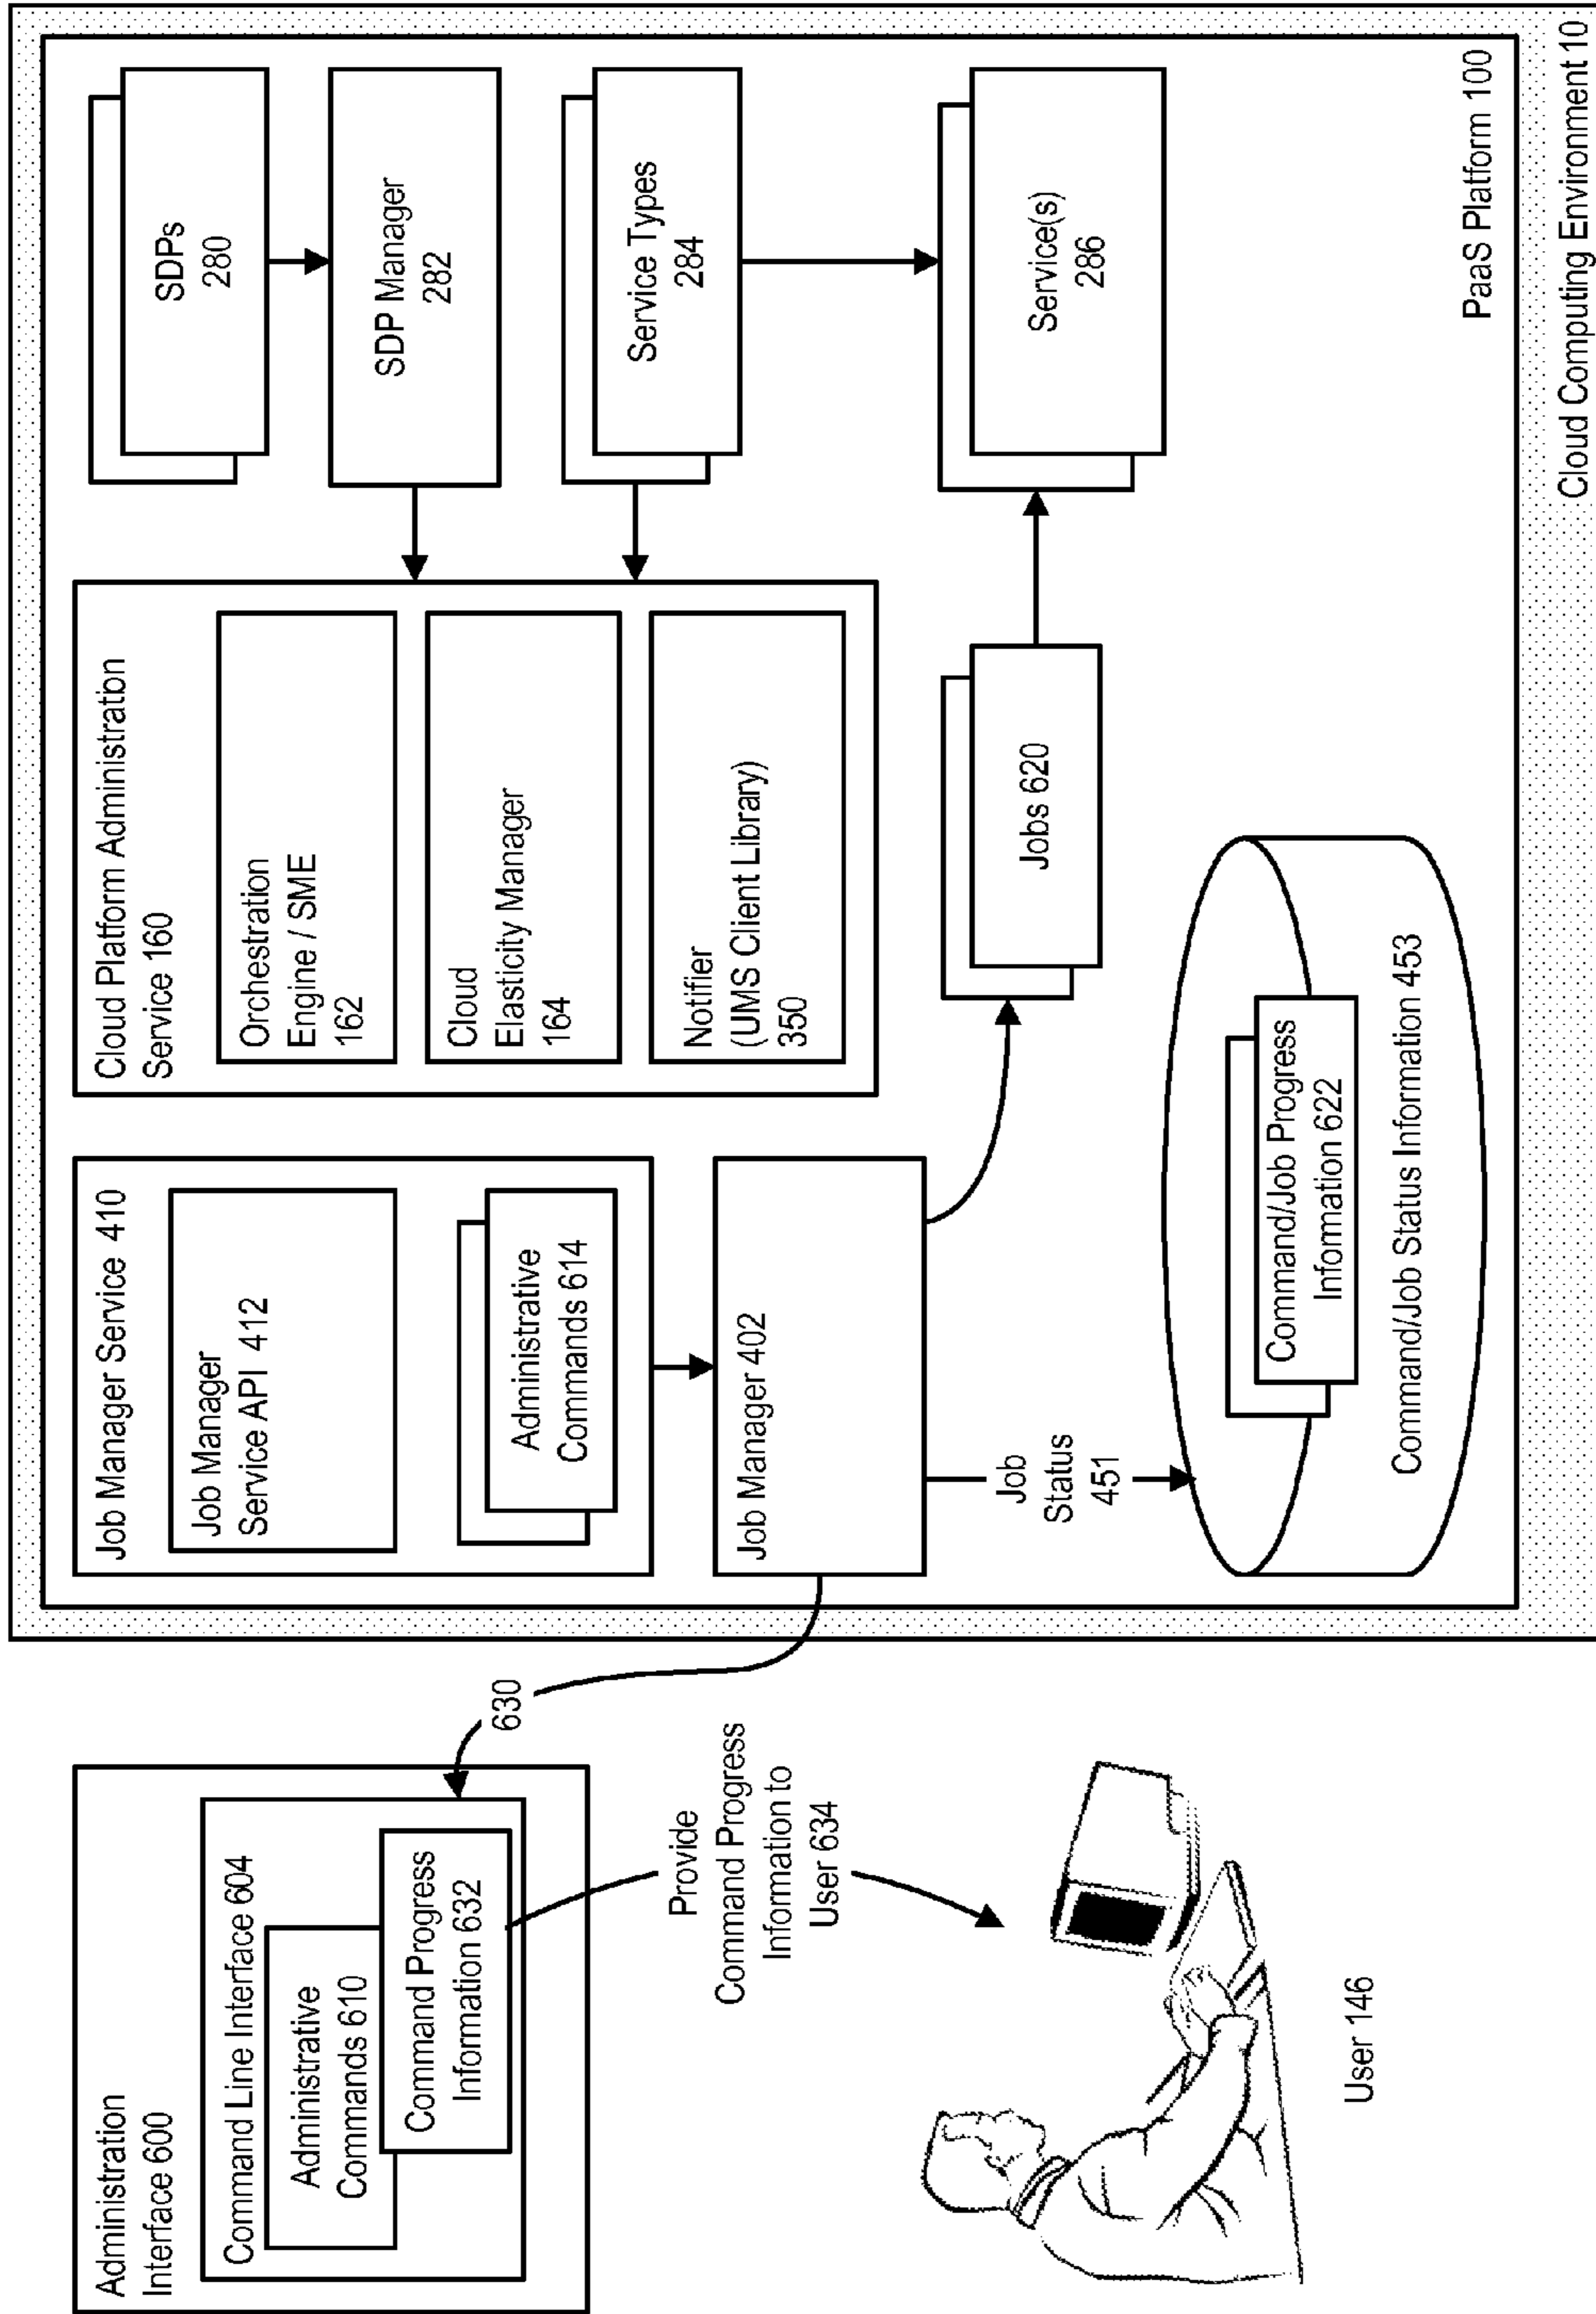 Administration
Interface 600
Command Line Interface 604
Administrative
Commands 610
Command Progress
Information 632
630
Provide
Command Progress
Information to
User 634
User 146
Job Manager Service 410
Job Manager
Service API 412
Administrative
Commands 614
Job Manager 402
Job
Status
451
Command/Job Progress
Information 622
Command/Job Status Information 453
Cloud Platform Administration
Service 160
Orchestration
Engine / SME
162
Cloud
Elasticity Manager
164
Notifier
(UMS Client Library)
350
Jobs 620
SDPs
280
SDP Manager
282
Service Types
284
Service(s)
286
PaaS Platform 100
Cloud Computing Environment 10